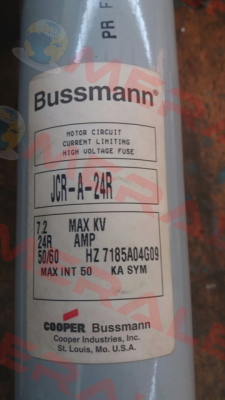 PR F
Bussmann®
MOTOR CIRCUIT
CURRENT LIMITING
HIGH VOLTAGE FUSE
JCR-A-24R
7.2 MAX KV
24R AMP
50/60 HZ 7185A04G09
MAX INT 50 KA SYM
COOPER Bussmann
Cooper Industries, Inc.
St. Louis, Mo. U.S.A.